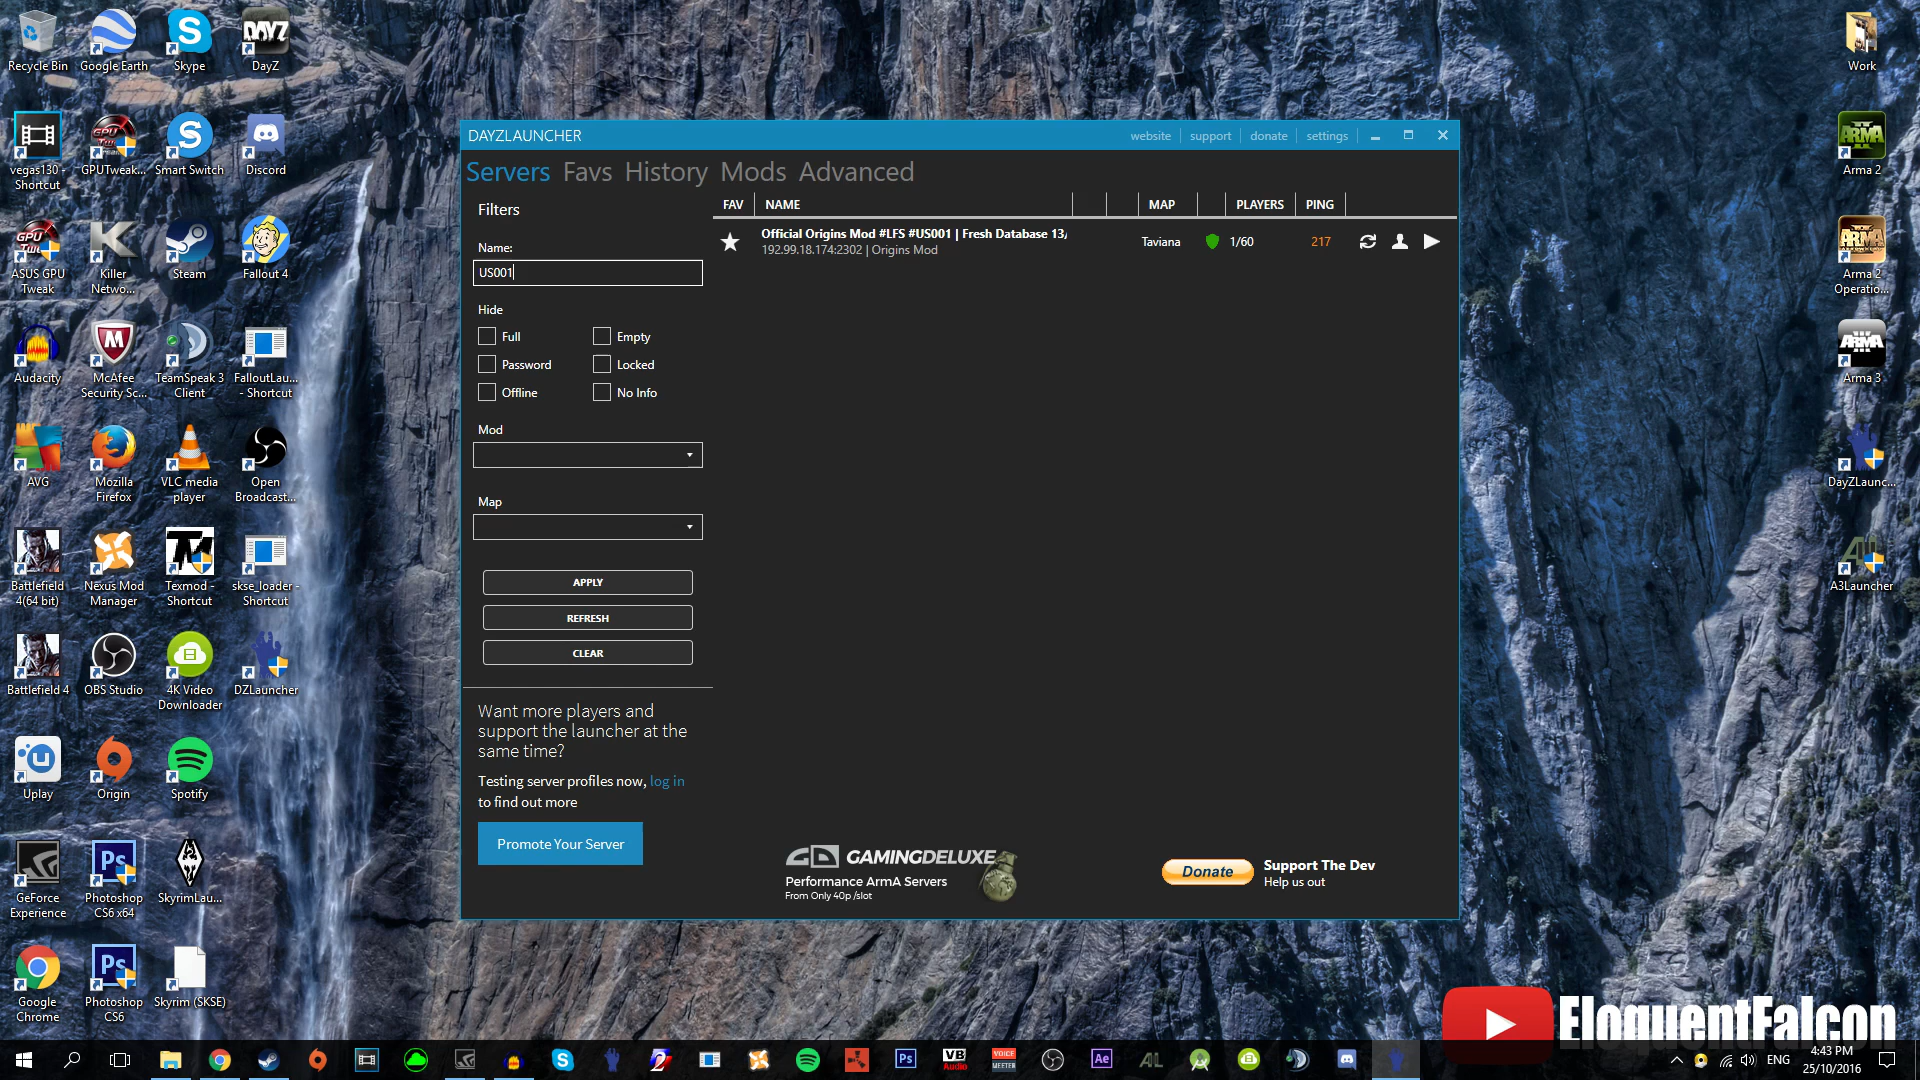 Recycle Bin
Google Earth
Skype
DayZ
Work
vegas130 - Shortcut
GPUTweak...
Smart Switch
Discord
Arma 2
ASUS GPU Tweak
Killer Netwo...
Steam
Fallout 4
Arma 2 Operatio...
Audacity
McAfee Security Sc...
TeamSpeak 3 Client
FalloutLau... - Shortcut
Arma 3
AVG
Mozilla Firefox
VLC media player
Open Broadcast...
DayZLaunc...
Battlefield 4(64 bit)
Nexus Mod Manager
Texmod - Shortcut
skse_loader - Shortcut
A3Launcher
Battlefield 4
OBS Studio
4K Video Downloader
DZLauncher
Uplay
Origin
Spotify
GeForce Experience
Photoshop CS6 x64
SkyrimLau...
Google Chrome
Photoshop CS6
Skyrim (SKSE)
DAYZLAUNCHER
website
support
donate
settings
Servers Favs History Mods Advanced
Filters
FAV NAME MAP PLAYERS PING
Official Origins Mod #LFS #US001 | Fresh Database 13/
192.99.18.174:2302 | Origins Mod
Taviana
1/60
217
Name:
US001
Hide
Full
Empty
Password
Locked
Offline
No Info
Mod
Map
APPLY
REFRESH
CLEAR
Want more players and
support the launcher at the
same time?
Testing server profiles now, log in
to find out more
Promote Your Server
GAMINGDELUXE
Performance ArmA Servers
From Only 40p /slot
Donate
Support The Dev
Help us out
EloquentFalcon
ENG
4:43 PM
25/10/2016